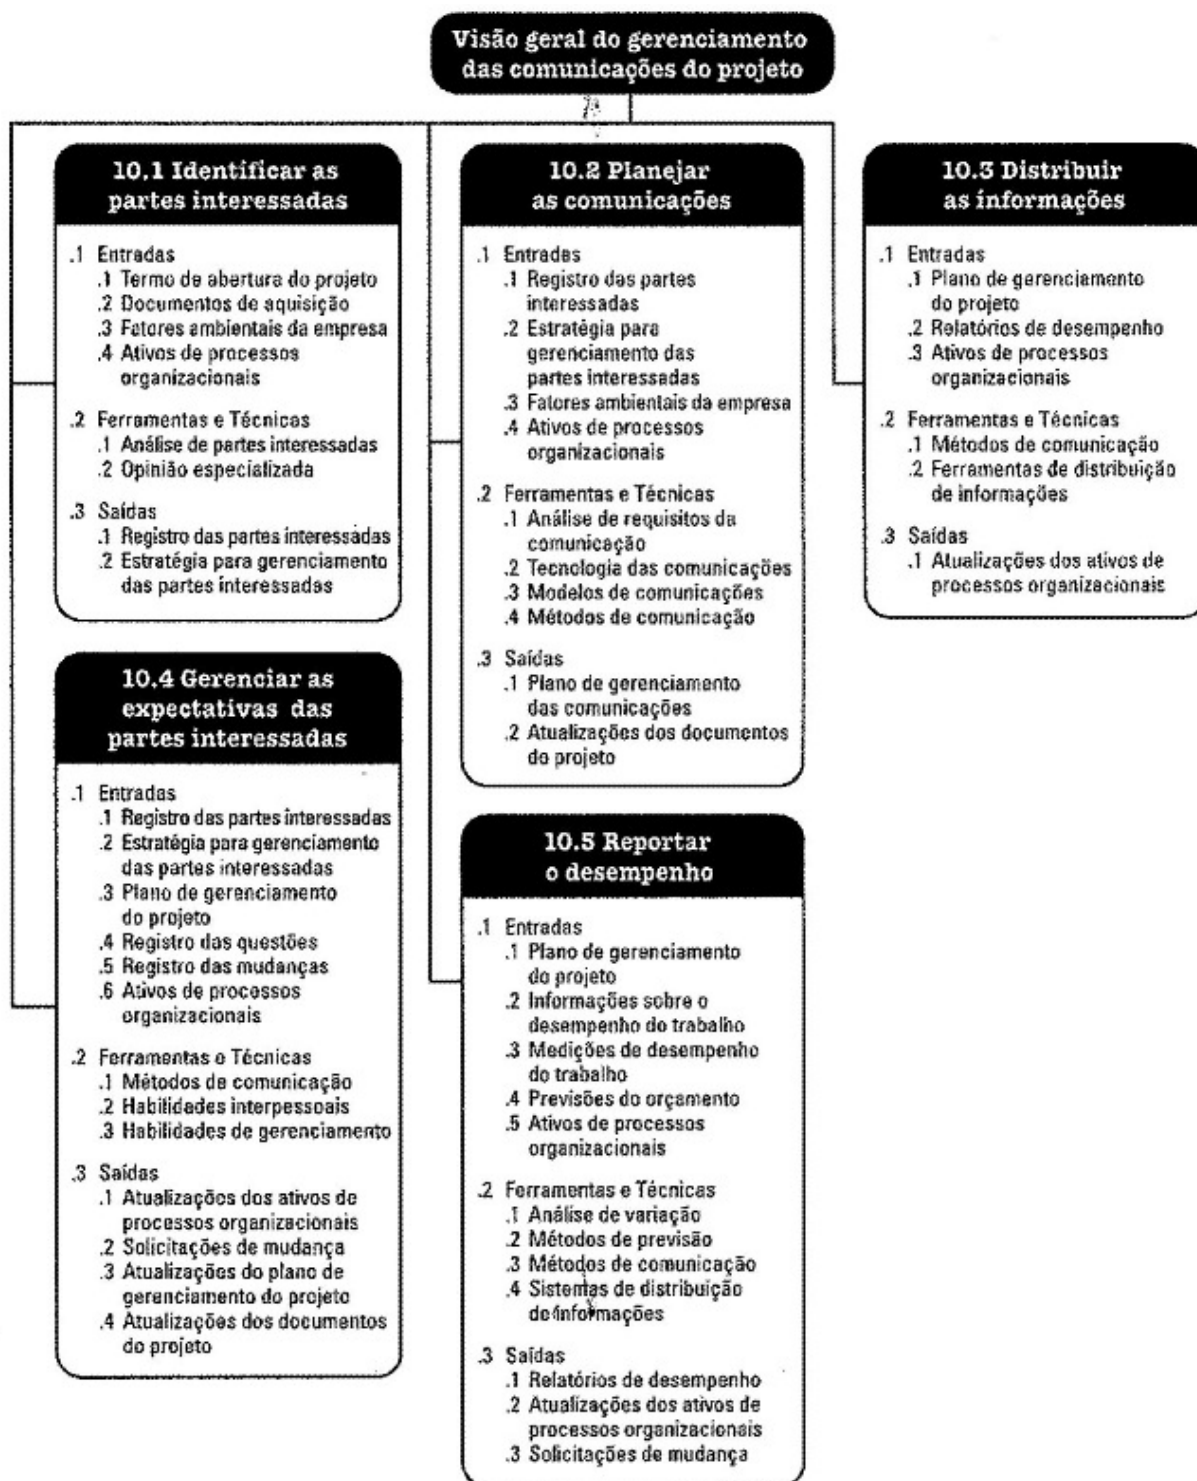 Visão geral do gerenciamento
das comunicações do projeto
10.1 Identificar as
partes interessadas
.1 Entradas
.1 Termo de abertura do projeto
.2 Documentos de aquisição
.3 Fatores ambientais da empresa
.4 Ativos de processos
organizacionais
.2 Ferramentas e Técnicas
.1 Análise de partes interessadas
.2 Opinião especializada
.3 Saídas
.1 Registro das partes interessadas
.2 Estratégia para gerenciamento
das partes interessadas
10.2 Planejar
as comunicações
.1 Entradas
.1 Registro das partes
interessadas
.2 Estratégia para
gerenciamento das
partes interessadas
.3 Fatores ambientais da empresa
.4 Ativos de processos
organizacionais
.2 Ferramentas e Técnicas
.1 Análise de requisitos da
comunicação
.2 Tecnologia das comunicações
.3 Modelos de comunicações
.4 Métodos de comunicação
.3 Saídas
.1 Plano de gerenciamento
das comunicações
.2 Atualizações dos documentos
do projeto
10.3 Distribuir
as informações
.1 Entradas
.1 Plano de gerenciamento
do projeto
.2 Relatórios de desempenho
.3 Ativos de processos
organizacionais
.2 Ferramentas e Técnicas
.1 Métodos de comunicação
.2 Ferramentas de distribuição
de informações
.3 Saídas
.1 Atualizações dos ativos de
processos organizacionais
10.4 Gerenciar as
expectativas das
partes interessadas
.1 Entradas
.1 Registro das partes interessadas
.2 Estratégia para gerenciamento
das partes interessadas
.3 Plano de gerenciamento
do projeto
.4 Registro das questões
.5 Registro das mudanças
.6 Ativos de processos
organizacionais
.2 Ferramentas e Técnicas
.1 Métodos de comunicação
.2 Habilidades interpessoais
.3 Habilidades de gerenciamento
.3 Saídas
.1 Atualizações dos ativos de
processos organizacionais
.2 Solicitações de mudança
.3 Atualizações do plano de
gerenciamento do projeto
.4 Atualizações dos documentos
do projeto
10.5 Reportar
o desempenho
.1 Entradas
.1 Plano de gerenciamento
do projeto
.2 Informações sobre o
desempenho do trabalho
.3 Medições de desempenho
do trabalho
.4 Previsões do orçamento
.5 Ativos de processos
organizacionais
.2 Ferramentas e Técnicas
.1 Análise de variação
.2 Métodos de previsão
.3 Métodos de comunicação
.4 Sistemas de distribuição
de informações
.3 Saídas
.1 Relatórios de desempenho
.2 Atualizações dos ativos de
processos organizacionais
.3 Solicitações de mudança